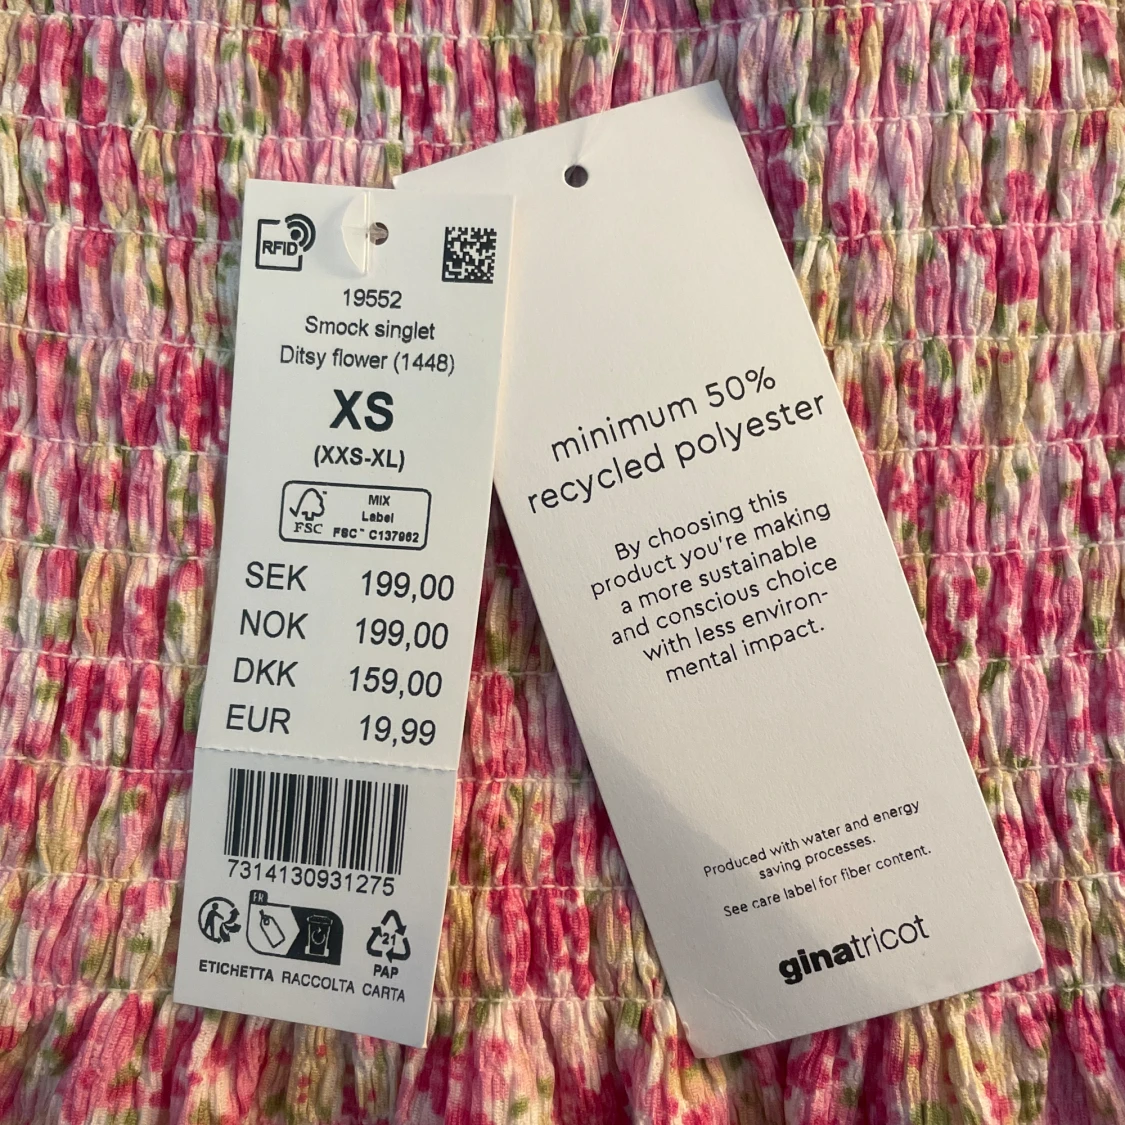 RFID
19552
Smock singlet
Ditsy flower (1448)
XS
(XXS-XL)
FSC
MIX
Label
FSC™ C137962
SEK 199,00
NOK 199,00
DKK 159,00
EUR 19,99
7314130931275
FR
21
PAP
ETICHETTA RACCOLTA CARTA
minimum 50%
recycled polyester
By choosing this
product you're making
a more sustainable
and conscious choice
with less environ-
mental impact.
Produced with water and energy
saving processes.
See care label for fiber content.
ginatricot